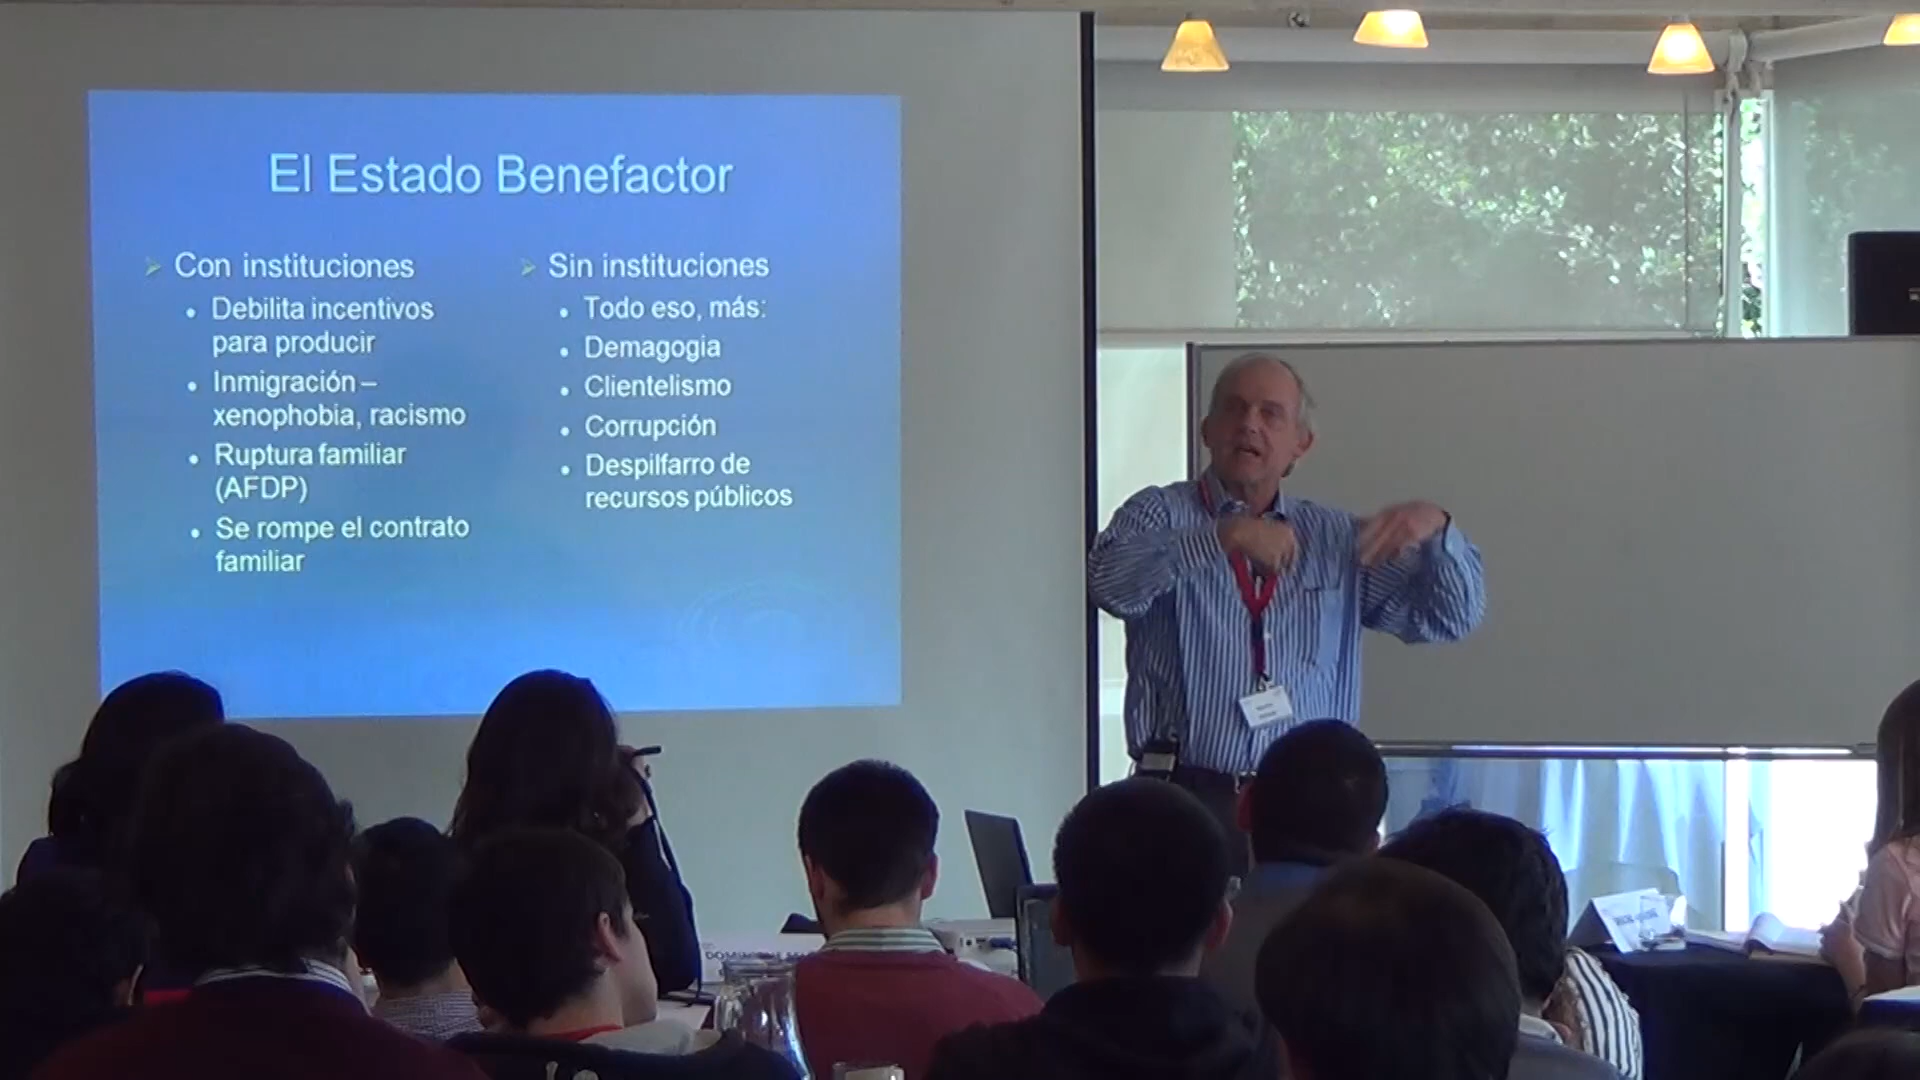 El Estado Benefactor
Con instituciones
Debilita incentivos
para producir
Inmigración –
xenophobia, racismo
Ruptura familiar
(AFDP)
Se rompe el contrato
familiar
Sin instituciones
Todo eso, más:
Demagogia
Clientelismo
Corrupción
Despilfarro de
recursos públicos